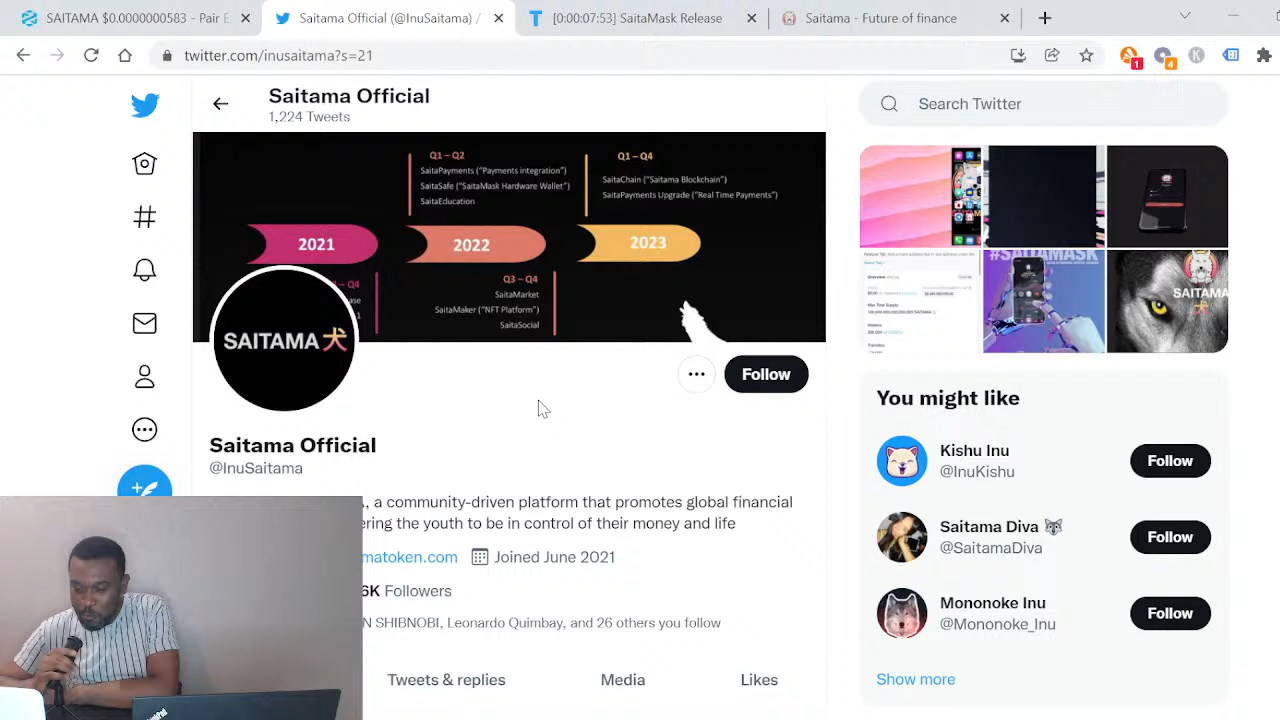 SAITAMA $0.0000000583 - Pair E
Saitama Official (@InuSaitama) /
[0:00:07:53] SaitaMask Release
Saitama - Future of finance
twitter.com/inusaitama?s=21
1
4
Saitama Official
1,224 Tweets
Search Twitter
Q1 – Q2
SaitaPayments ("Payments integration")
SaitaSafe ("SaitaMask Hardware Wallet")
SaitaEducation
Q1 – Q4
SaitaChain ("Saitama Blockchain")
SaitaPayments Upgrade ("Real Time Payments")
2021
2022
2023
Q3 – Q4
SaitaMarket
SaitaMaker ("NFT Platform")
SaitaSocial
SAITAMA 犬
Follow
Saitama Official
@InuSaitama
, a community-driven platform that promotes global financial
ering the youth to be in control of their money and life
matoken.com
Joined June 2021
6K Followers
N SHIBNOBI, Leonardo Quimbay, and 26 others you follow
Tweets & replies
Media
Likes
#SAITAMASK
SAITAMA
You might like
Kishu Inu
@InuKishu
Follow
Saitama Diva
@SaitamaDiva
Follow
Mononoke Inu
@Mononoke_Inu
Follow
Show more